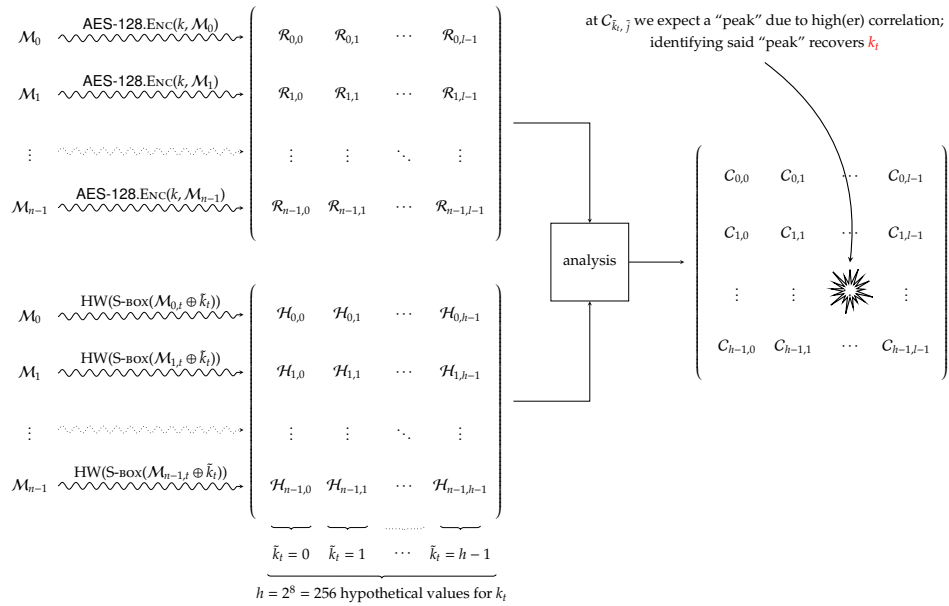 at C_{k̃_t, j̃} we expect a “peak” due to high(er) correlation;
identifying said “peak” recovers k_t
M_0 AES-128.Enc(k, M_0) R_{0,0} R_{0,1} ⋯ R_{0,l−1}
M_1 AES-128.Enc(k, M_1) R_{1,0} R_{1,1} ⋯ R_{1,l−1}
⋮ ⋮ ⋮ ⋱ ⋮
M_{n−1} AES-128.Enc(k, M_{n−1}) R_{n−1,0} R_{n−1,1} ⋯ R_{n−1,l−1}
analysis
C_{0,0} C_{0,1} ⋯ C_{0,l−1}
C_{1,0} C_{1,1} ⋯ C_{1,l−1}
⋮ ⋮ ⋮
C_{h−1,0} C_{h−1,1} ⋯ C_{h−1,l−1}
M_0 HW(S-box(M_{0,t} ⊕ k̃_t)) H_{0,0} H_{0,1} ⋯ H_{0,h−1}
M_1 HW(S-box(M_{1,t} ⊕ k̃_t)) H_{1,0} H_{1,1} ⋯ H_{1,h−1}
⋮ ⋮ ⋮ ⋱ ⋮
M_{n−1} HW(S-box(M_{n−1,t} ⊕ k̃_t)) H_{n−1,0} H_{n−1,1} ⋯ H_{n−1,h−1}
k̃_t = 0 k̃_t = 1 ⋯ k̃_t = h − 1
h = 2^8 = 256 hypothetical values for k_t